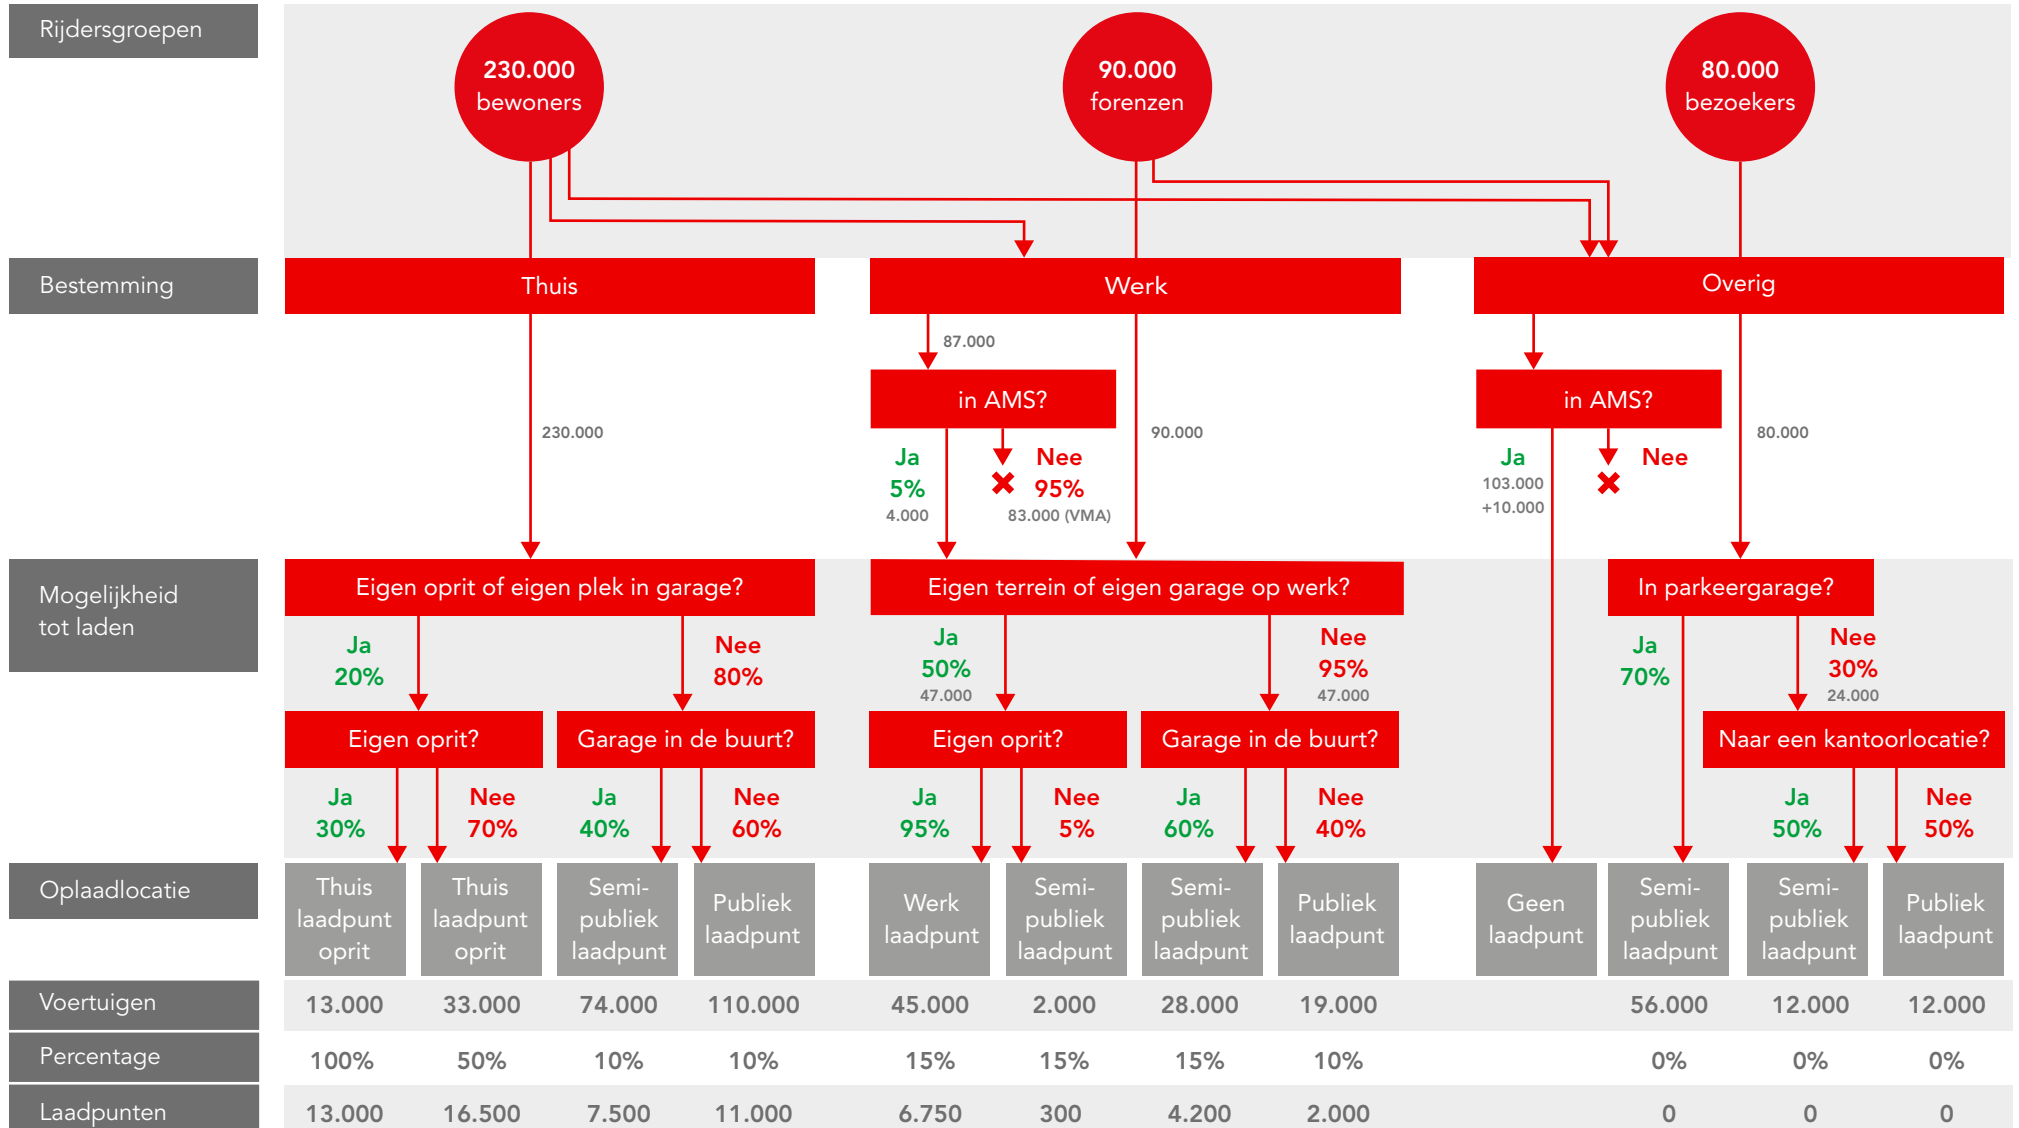 Rijdersgroepen
230.000
bewoners
90.000
forenzen
80.000
bezoekers
Bestemming
Thuis
Werk
Overig
87.000
in AMS?
in AMS?
230.000
90.000
80.000
Ja
5%
4.000
Nee
95%
83.000 (VMA)
Ja
103.000
+10.000
Nee
Mogelijkheid
tot laden
Eigen oprit of eigen plek in garage?
Eigen terrein of eigen garage op werk?
In parkeergarage?
Ja
20%
Nee
80%
Ja
50%
47.000
Nee
95%
47.000
Ja
70%
Nee
30%
24.000
Eigen oprit?
Garage in de buurt?
Eigen oprit?
Garage in de buurt?
Naar een kantoorlocatie?
Ja
30%
Nee
70%
Ja
40%
Nee
60%
Ja
95%
Nee
5%
Ja
60%
Nee
40%
Ja
50%
Nee
50%
Oplaadlocatie
Thuis
laadpunt
oprit
Thuis
laadpunt
oprit
Semi-
publiek
laadpunt
Publiek
laadpunt
Werk
laadpunt
Semi-
publiek
laadpunt
Semi-
publiek
laadpunt
Publiek
laadpunt
Geen
laadpunt
Semi-
publiek
laadpunt
Semi-
publiek
laadpunt
Publiek
laadpunt
Voertuigen 13.000 33.000 74.000 110.000 45.000 2.000 28.000 19.000 56.000 12.000 12.000
Percentage 100% 50% 10% 10% 15% 15% 15% 10% 0% 0% 0%
Laadpunten 13.000 16.500 7.500 11.000 6.750 300 4.200 2.000 0 0 0